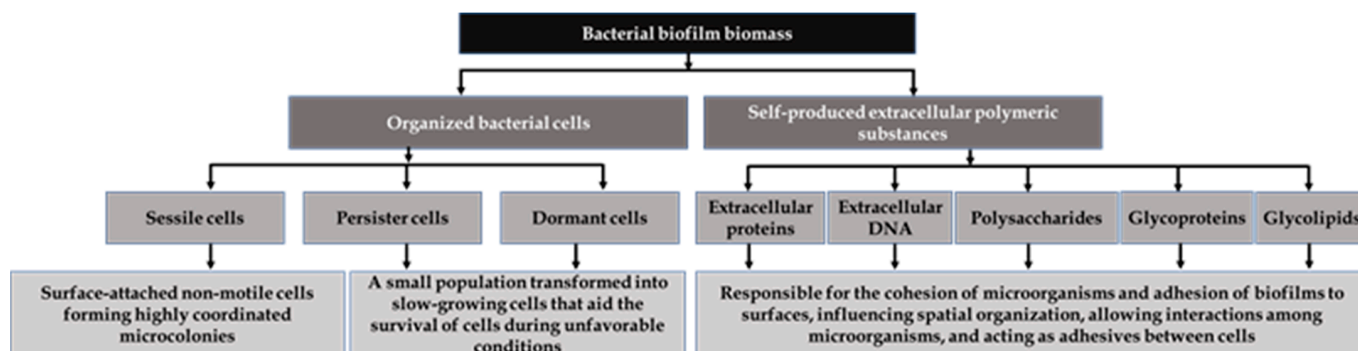 Bacterial biofilm biomass
Organized bacterial cells
Self-produced extracellular polymeric
substances
Sessile cells
Persister cells
Dormant cells
Extracellular
proteins
Extracellular
DNA
Polysaccharides
Glycoproteins
Glycolipids
Surface-attached non-motile cells
forming highly coordinated
microcolonies
A small population transformed into
slow-growing cells that aid the
survival of cells during unfavorable
conditions
Responsible for the cohesion of microorganisms and adhesion of biofilms to
surfaces, influencing spatial organization, allowing interactions among
microorganisms, and acting as adhesives between cells